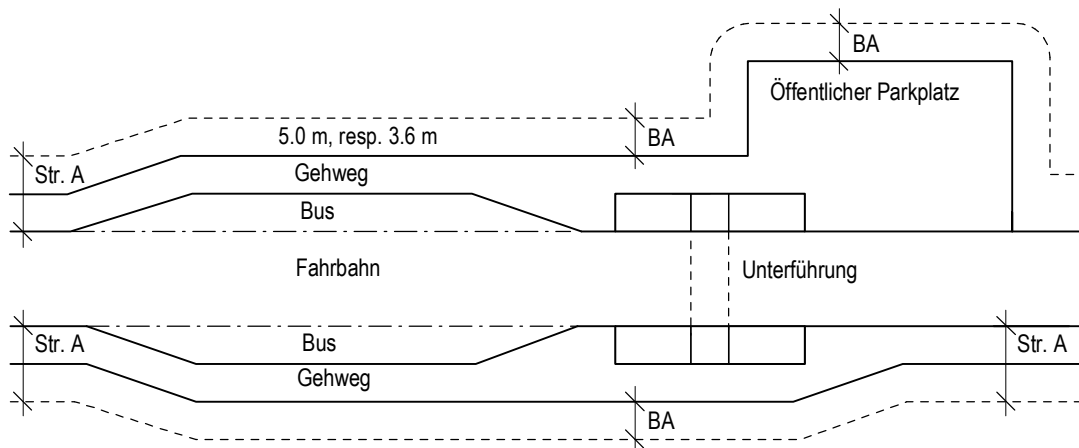 BA
Öffentlicher Parkplatz
5.0 m, resp. 3.6 m
BA
Str. A
Gehweg
Bus
Fahrbahn
Unterführung
Str. A
Bus
Str. A
Gehweg
BA